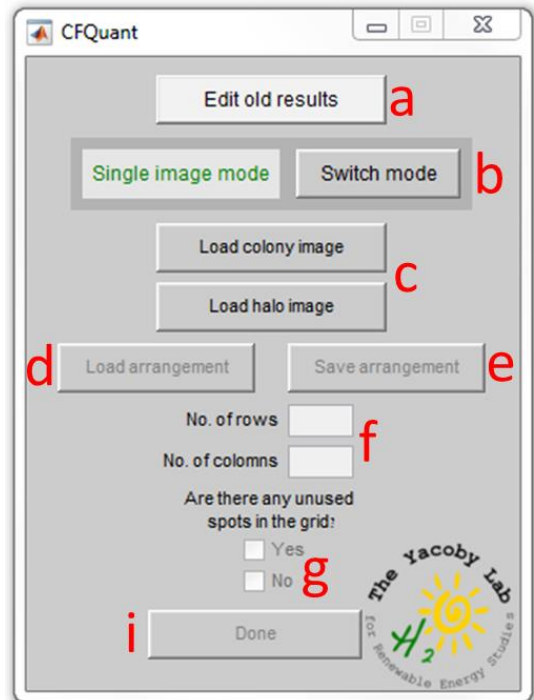 CFQuant
Edit old results a
Single image mode Switch mode b
Load colony image
c
Load halo image
d Load arrangement Save arrangement e
No. of rows
f
No. of colomns
Are there any unused
spots in the grid?
Yes
g
No
i Done
The Yacoby Lab
for Renewable Energy Studies
H2